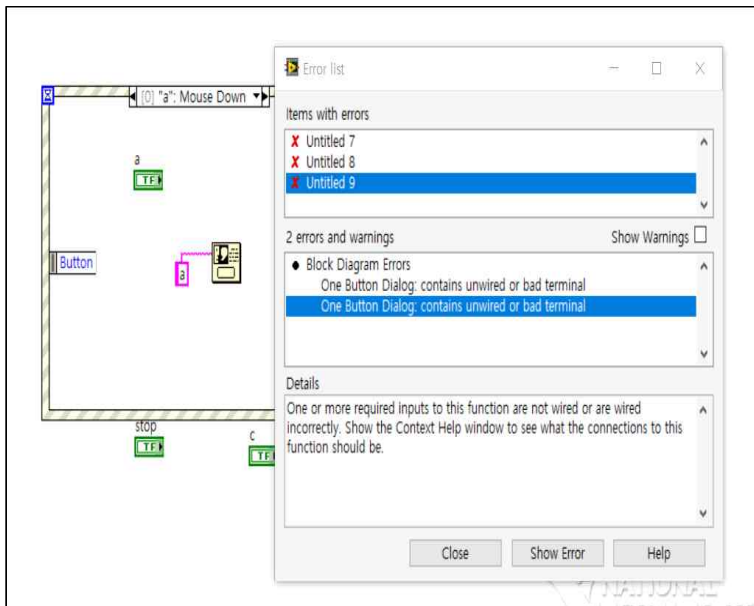 Error list
[0] "a": Mouse Down
Items with errors
Untitled 7
Untitled 8
Untitled 9
a
TF
2 errors and warnings
Show Warnings
Button
a
Block Diagram Errors
One Button Dialog: contains unwired or bad terminal
One Button Dialog: contains unwired or bad terminal
Details
One or more required inputs to this function are not wired or are wired
incorrectly. Show the Context Help window to see what the connections to this
function should be.
stop
TF
c
TF
Close
Show Error
Help
NATIONAL